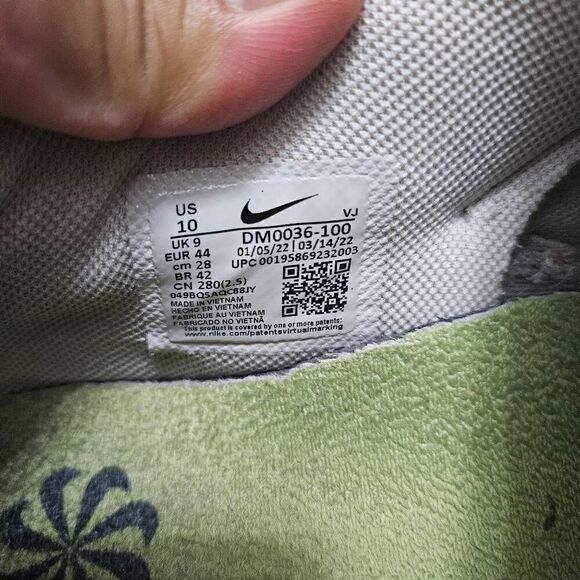 US
10
UK 9
EUR 44
cm 28
BR 42
CN 280(2.5)
VJ
DM0036-100
01/05/22 | 03/14/22
UPC 00195869232003
049BQ5AQC88JY
MADE IN VIETNAM
HECHO EN VIETNAM
FABRIQUE AU VIETNAM
FABRICADO NO VIETNÃ
This product is covered by one or more patents:
www.nike.com/patentsvirtualmarking